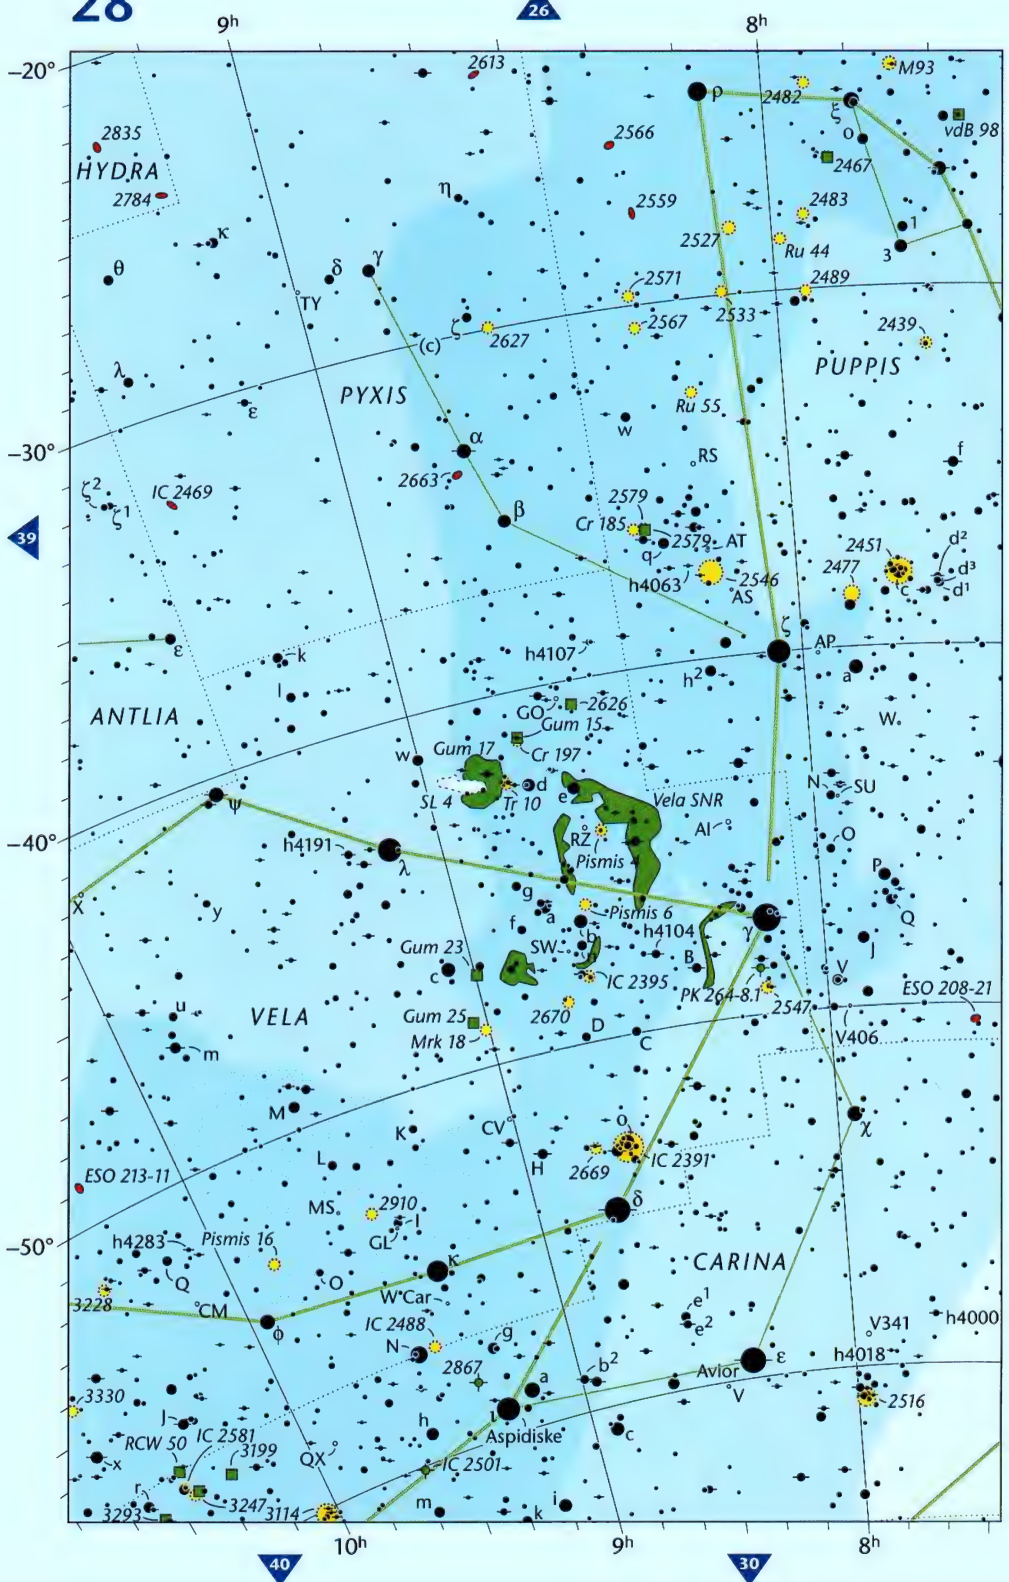 28
9ʰ
26
8ʰ
−20°
2613
M93
ρ
2482
ξ
ο
vdB 98
2835
2566
2467
HYDRA
2784
η
2559
2483
1
2527
Ru 44
3
κ
θ
δ
γ
TY
2571
2489
ζ
2627
2567
2533
2439
(c)
λ
PYXIS
PUPPIS
ε
Ru 55
w
−30°
α
RS
f
2663
ζ²
ζ¹
IC 2469
2579
β
Cr 185
39
2579
AT
2451
d²
q
2477
d³
h4063
2546
c
d¹
AS
ζ
AP
ε
k
h4107
h²
a
l
GO
2626
ANTLIA
Gum 15
W
w
Gum 17
Cr 197
d
e
N
SU
SL 4
Tr 10
Vela SNR
ψ
AI
−40°
h4191
RZ
O
Pismis 4
λ
P
X
y
g
a
Pismis 6
Q
f
b
h4104
γ
SW
J
Gum 23
c
B
IC 2395
PK 264-8.1
V
ESO 208-21
u
VELA
Gum 25
2670
2547
Mrk 18
D
C
V406
m
M
K
CV
o
χ
L
H
2669
IC 2391
ESO 213-11
MS
2910
δ
I
−50°
h4283
Pismis 16
GL
CARINA
Q
O
κ
W Car
3228
CM
e¹
h4000
φ
IC 2488
e²
V341
N
g
h4018
2867
b²
Avior
ε
3330
a
V
2516
J
ι
IC 2581
h
Aspidiske
c
RCW 50
3199
QX
x
IC 2501
r
3247
m
i
3293
3114
k
10ʰ
9ʰ
8ʰ
40
30